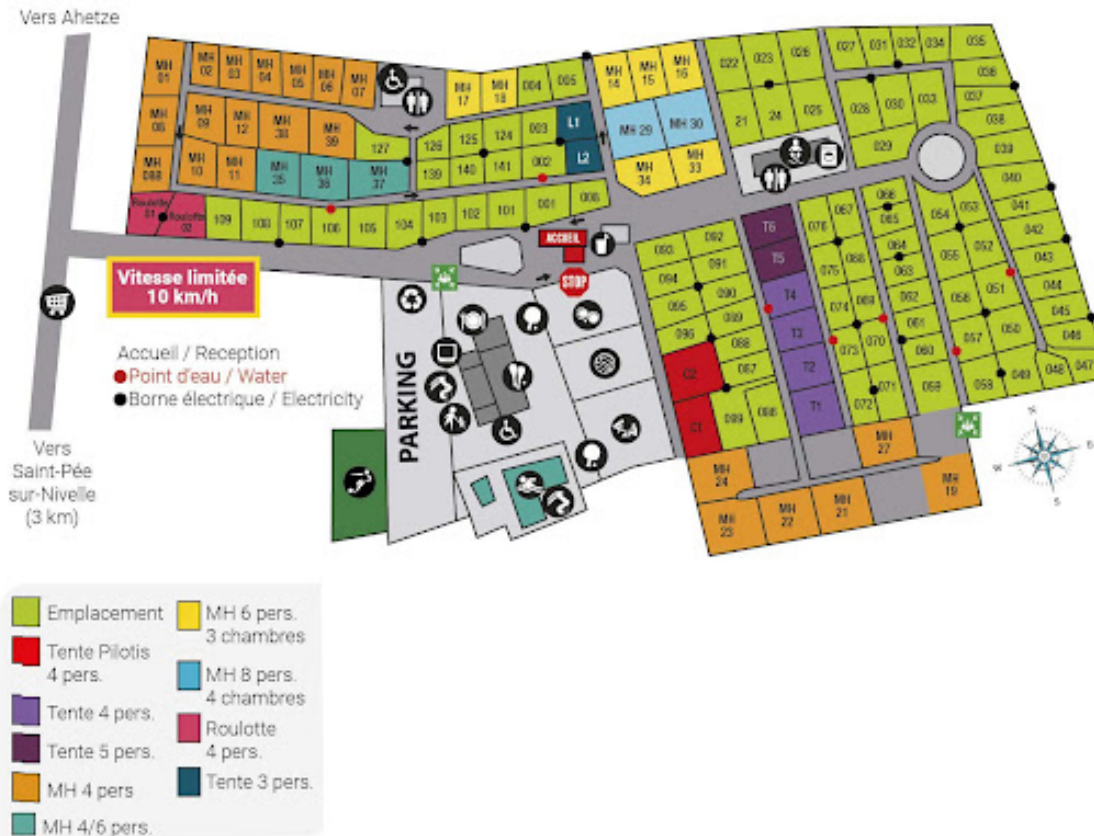 Vers Ahetze
MH 01
MH 02
MH 03
MH 04
MH 05
MH 06
MH 07
MH 08
MH 09
MH 12
MH 38
MH 39
127
MH 08B
MH 10
MH 11
MH 35
MH 36
MH 37
Roulotte 01
Roulotte 02
109
108
107
106
105
104
103
102
101
001
006
MH 17
MH 18
004
005
126
125
124
003
L1
139
140
141
002
L2
MH 14
MH 15
MH 16
MH 29
MH 30
MH 34
MH 33
022
023
026
21
24
025
027
031
032
034
035
028
030
033
029
036
037
038
039
040
041
042
043
044
045
046
047
048
049
ACCUEIL
STOP
Vitesse limitée
10 km/h
Accueil / Reception
Point d'eau / Water
Borne électrique / Electricity
PARKING
Vers
Saint-Pée
sur-Nivelle
(3 km)
093
092
094
091
095
090
096
089
088
087
C2
C1
099
098
T6
T5
T4
T3
T2
T1
076
067
075
068
074
069
073
070
072
071
066
065
064
063
062
061
060
059
054
053
055
052
056
051
057
050
058
MH 24
MH 23
MH 22
MH 21
MH 27
MH 19
N
E
S
W
Emplacement
Tente Pilotis
4 pers.
Tente 4 pers.
Tente 5 pers.
MH 4 pers
MH 4/6 pers.
MH 6 pers.
3 chambres
MH 8 pers.
4 chambres
Roulotte
4 pers.
Tente 3 pers.